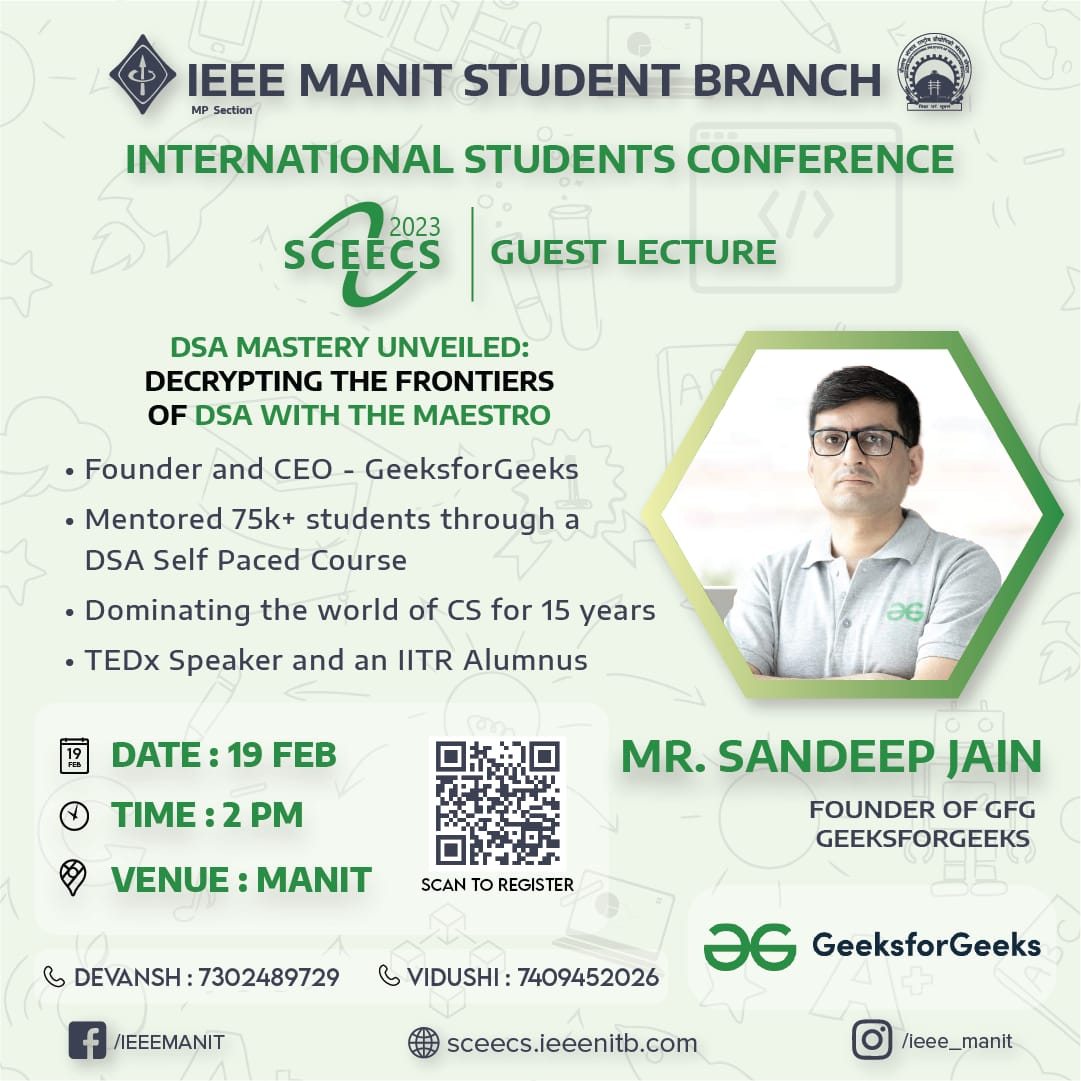 IEEE MANIT STUDENT BRANCH
MP Section
INTERNATIONAL STUDENTS CONFERENCE
2023
SCEECS
GUEST LECTURE
DSA MASTERY UNVEILED:
DECRYPTING THE FRONTIERS
OF DSA WITH THE MAESTRO
• Founder and CEO - GeeksforGeeks
• Mentored 75k+ students through a
DSA Self Paced Course
• Dominating the world of CS for 15 years
• TEDx Speaker and an IITR Alumnus
19
FEB
DATE : 19 FEB
TIME : 2 PM
VENUE : MANIT
SCAN TO REGISTER
MR. SANDEEP JAIN
FOUNDER OF GFG
GEEKSFORGEEKS
GeeksforGeeks
DEVANSH : 7302489729
VIDUSHI : 7409452026
/IEEEMANIT
sceecs.ieeenitb.com
/ieee_manit